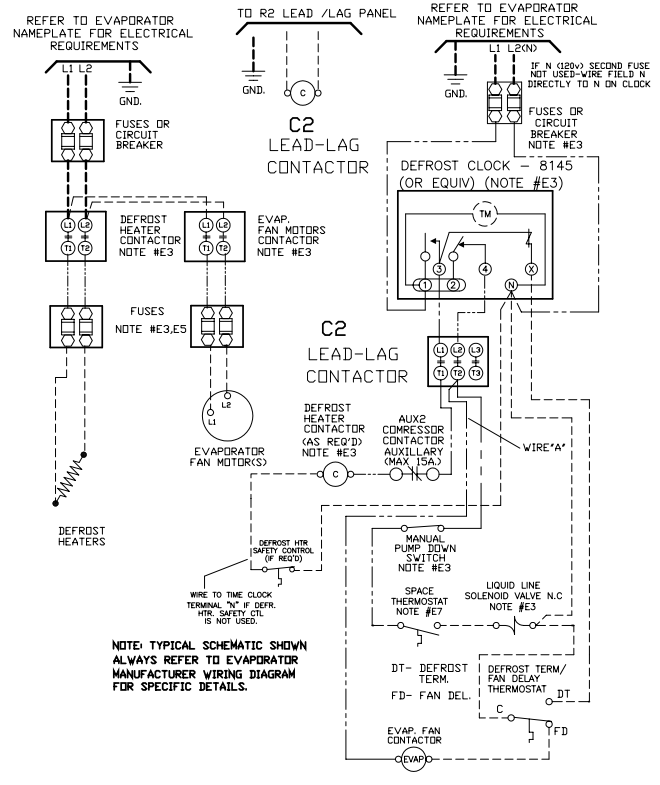 REFER TO EVAPORATOR
NAMEPLATE FOR ELECTRICAL
REQUIREMENTS
L1 L2
GND.
FUSES OR
CIRCUIT
BREAKER
TO R2 LEAD /LAG PANEL
GND.
C
C2
LEAD-LAG
CONTACTOR
REFER TO EVAPORATOR
NAMEPLATE FOR ELECTRICAL
REQUIREMENTS
L1 L2(N)
GND.
IF N (120v) SECOND FUSE
NOT USED-WIRE FIELD N
DIRECTLY TO N ON CLOCK
FUSES OR
CIRCUIT
BREAKER
NOTE #E3
DEFROST CLOCK - 8145
(OR EQUIV) (NOTE #E3)
TM
3
4
X
1
2
N
L1 L2
T1 T2
DEFROST
HEATER
CONTACTOR
NOTE #E3
L1 L2
T1 T2
EVAP.
FAN MOTORS
CONTACTOR
NOTE #E3
FUSES
NOTE #E3,E5
C2
LEAD-LAG
CONTACTOR
L1 L2 L3
T1 T2 T3
L2
L1
EVAPORATOR
FAN MOTOR(S)
DEFROST
HEATERS
DEFROST
HEATER
CONTACTOR
(AS REQ'D)
NOTE #E3
C
AUX2
COMRESSOR
CONTACTOR
AUXILLARY
(MAX 15A.)
WIRE"A"
DEFROST HTR
SAFETY CONTROL
(IF REQ'D)
MANUAL
PUMP DOWN
SWITCH
NOTE #E3
WIRE TO TIME CLOCK
TERMINAL "N" IF DEFR.
HTR. SAFETY CTL
IS NOT USED.
SPACE
THERMOSTAT
NOTE #E7
LIQUID LINE
SOLENOID VALVE N.C
NOTE #E3
NOTE: TYPICAL SCHEMATIC SHOWN
ALWAYS REFER TO EVAPORATOR
MANUFACTURER WIRING DIAGRAM
FOR SPECIFIC DETAILS.
DT- DEFROST
TERM.
FD- FAN DEL.
DEFROST TERM/
FAN DELAY
THERMOSTAT
DT
C
FD
EVAP. FAN
CONTACTOR
EVAP